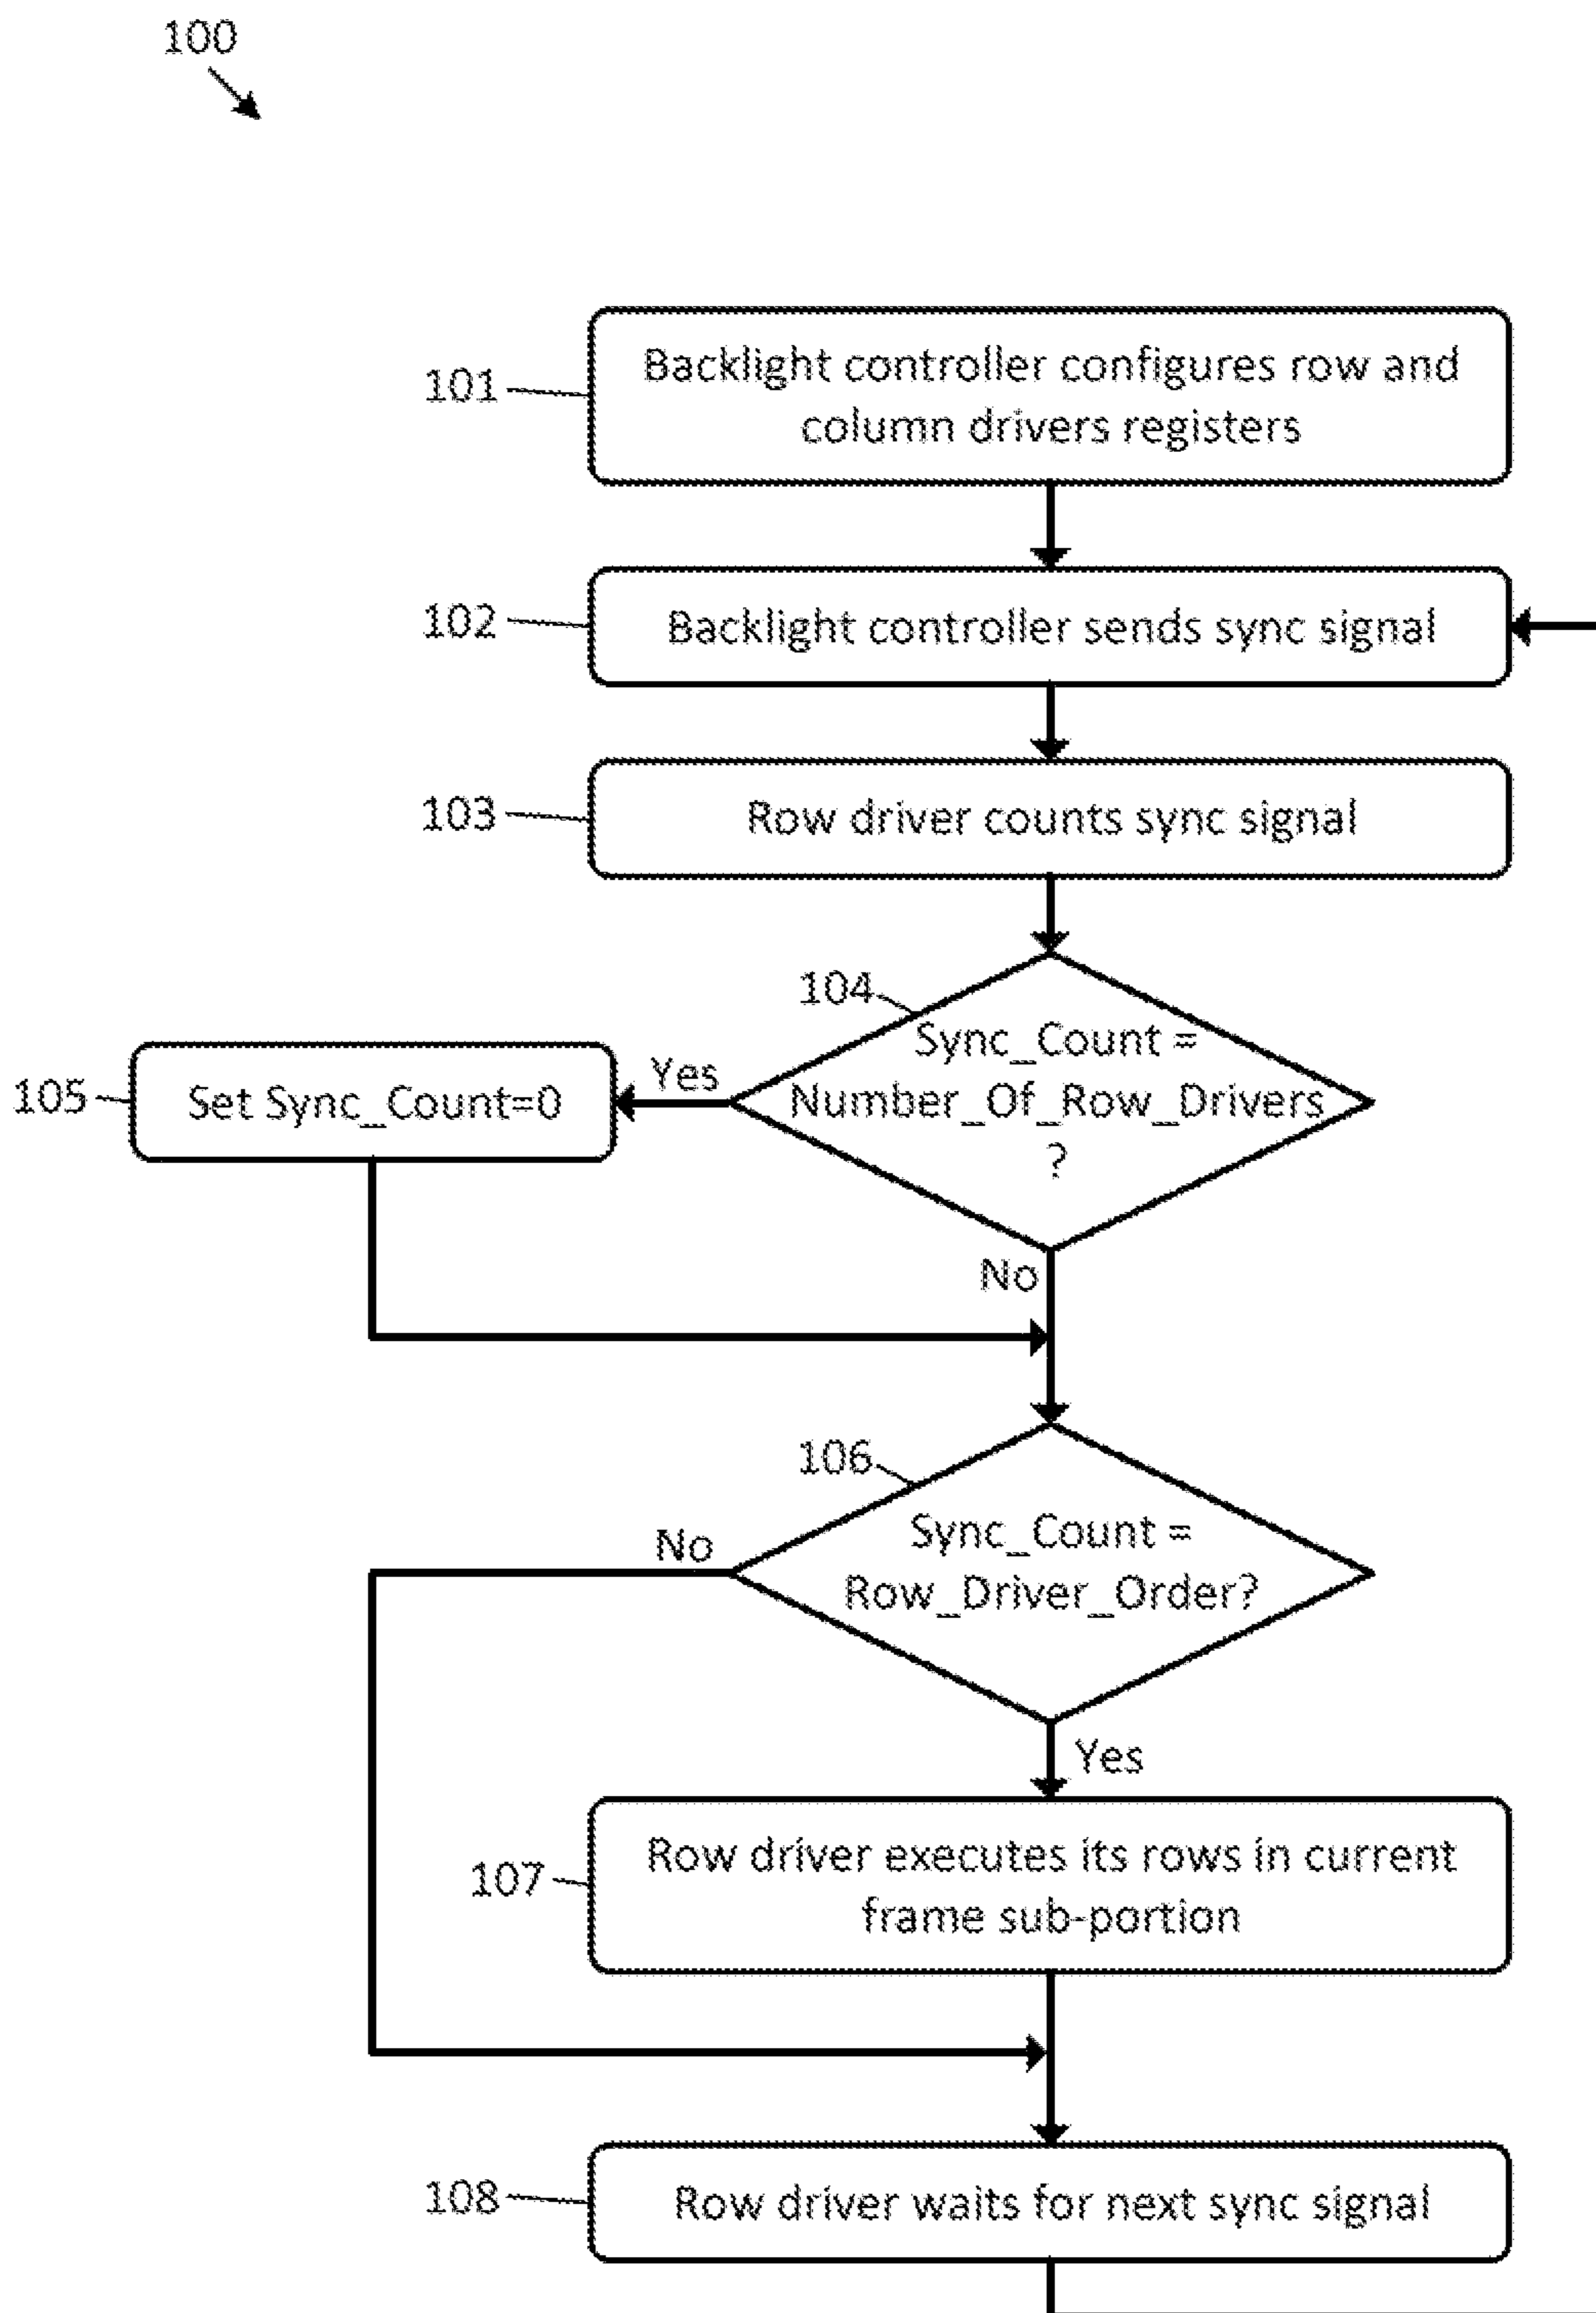 100
101
Backlight controller configures row and
column drivers registers
102
Backlight controller sends sync signal
103
Row driver counts sync signal
104
Sync_Count =
Number_Of_Row_Drivers
?
Yes
105
Set Sync_Count=0
No
106
Sync_Count =
Row_Driver_Order?
No
Yes
107
Row driver executes its rows in current
frame sub-portion
108
Row driver waits for next sync signal